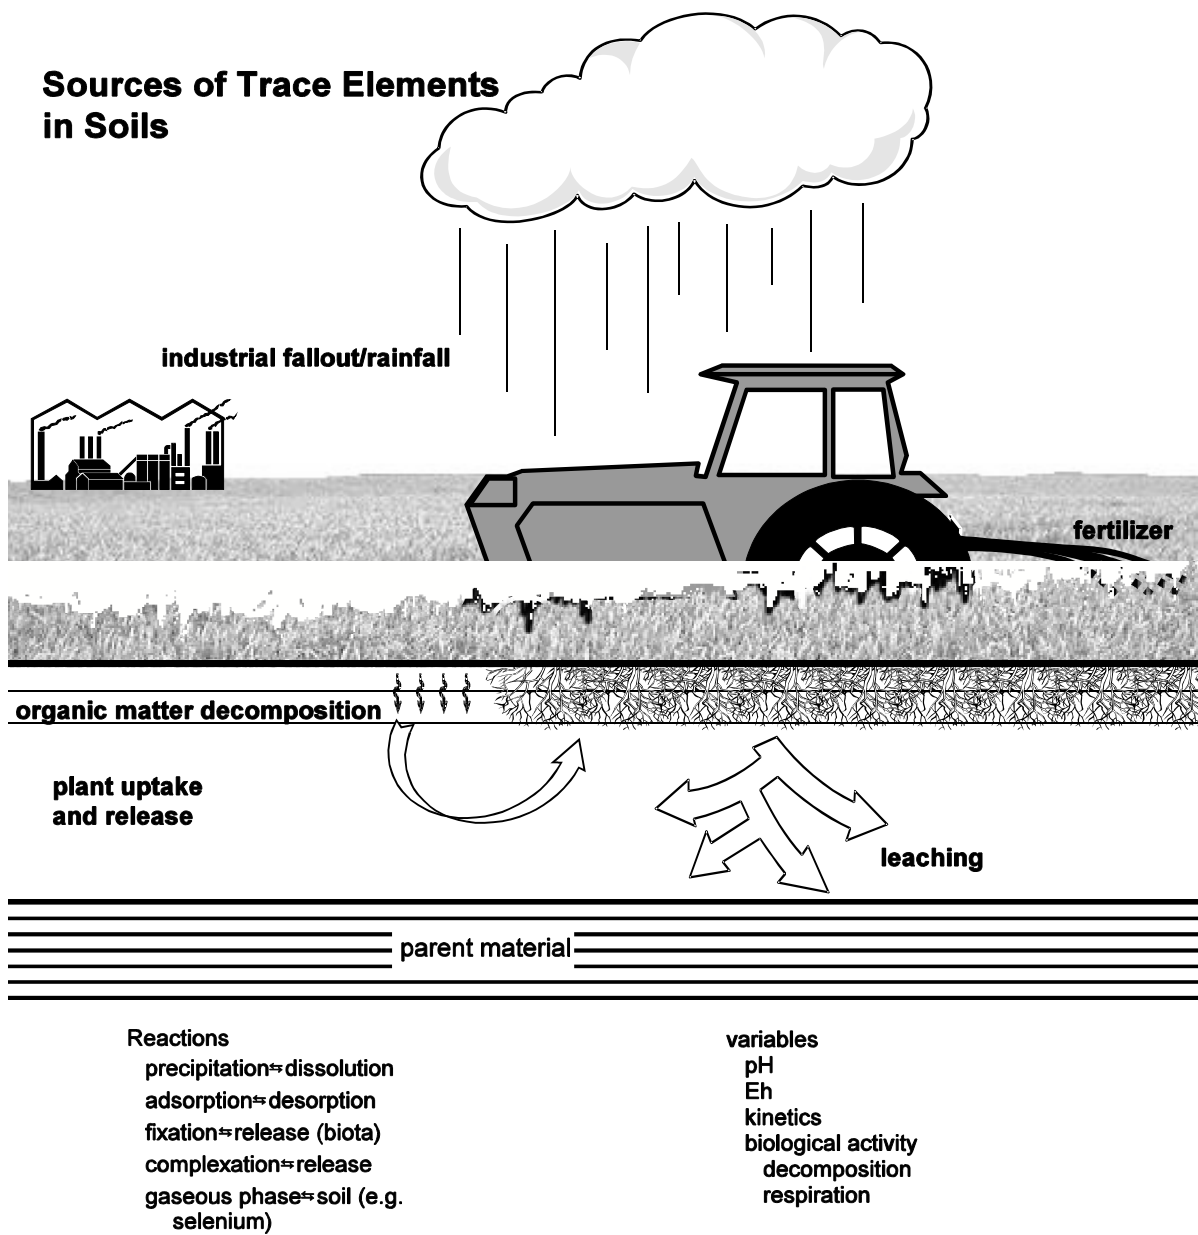 Sources of Trace Elements
in Soils
industrial fallout/rainfall
fertilizer
organic matter decomposition
plant uptake
and release
leaching
parent material
Reactions
precipitation⇆dissolution
adsorption⇆desorption
fixation⇆release (biota)
complexation⇆release
gaseous phase⇆soil (e.g.
selenium)
variables
pH
Eh
kinetics
biological activity
decomposition
respiration